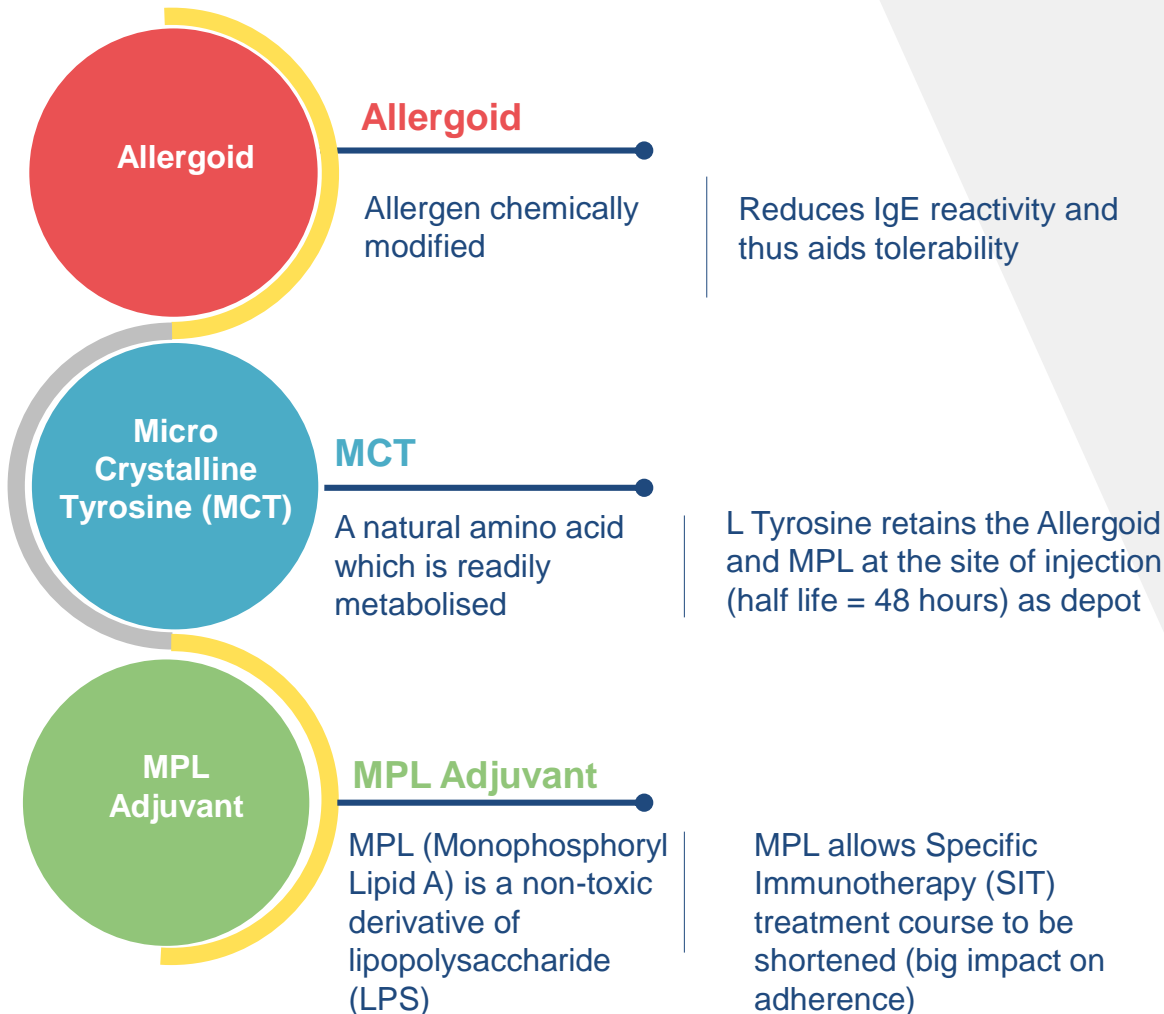 Allergoid
Allergoid
Allergen chemically
modified
Reduces IgE reactivity and
thus aids tolerability
Micro
Crystalline
Tyrosine (MCT)
MCT
A natural amino acid
which is readily
metabolised
L Tyrosine retains the Allergoid
and MPL at the site of injection
(half life = 48 hours) as depot
MPL
Adjuvant
MPL Adjuvant
MPL (Monophosphoryl
Lipid A) is a non-toxic
derivative of
lipopolysaccharide
(LPS)
MPL allows Specific
Immunotherapy (SIT)
treatment course to be
shortened (big impact on
adherence)